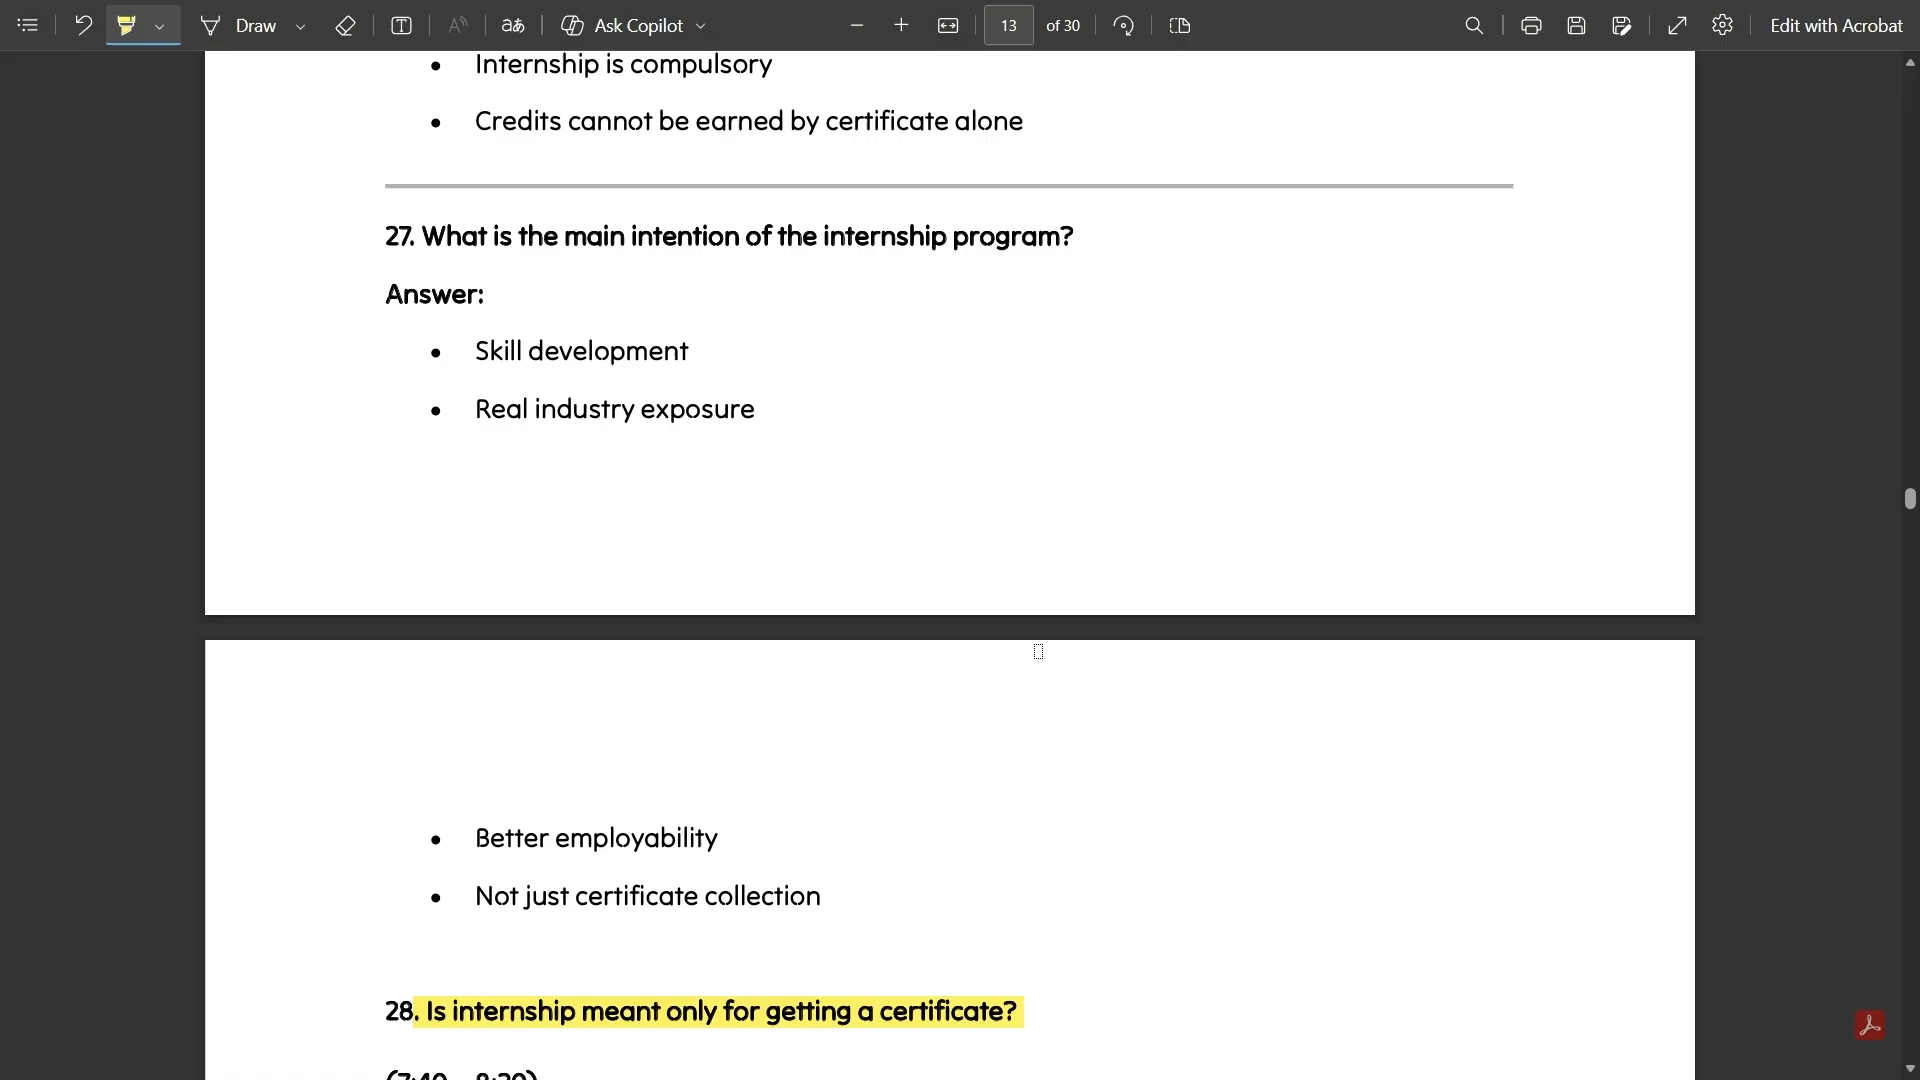 Draw
Ask Copilot
13 of 30
Edit with Acrobat
• Internship is compulsory
• Credits cannot be earned by certificate alone
27. What is the main intention of the internship program?
Answer:
• Skill development
• Real industry exposure
• Better employability
• Not just certificate collection
28. Is internship meant only for getting a certificate?